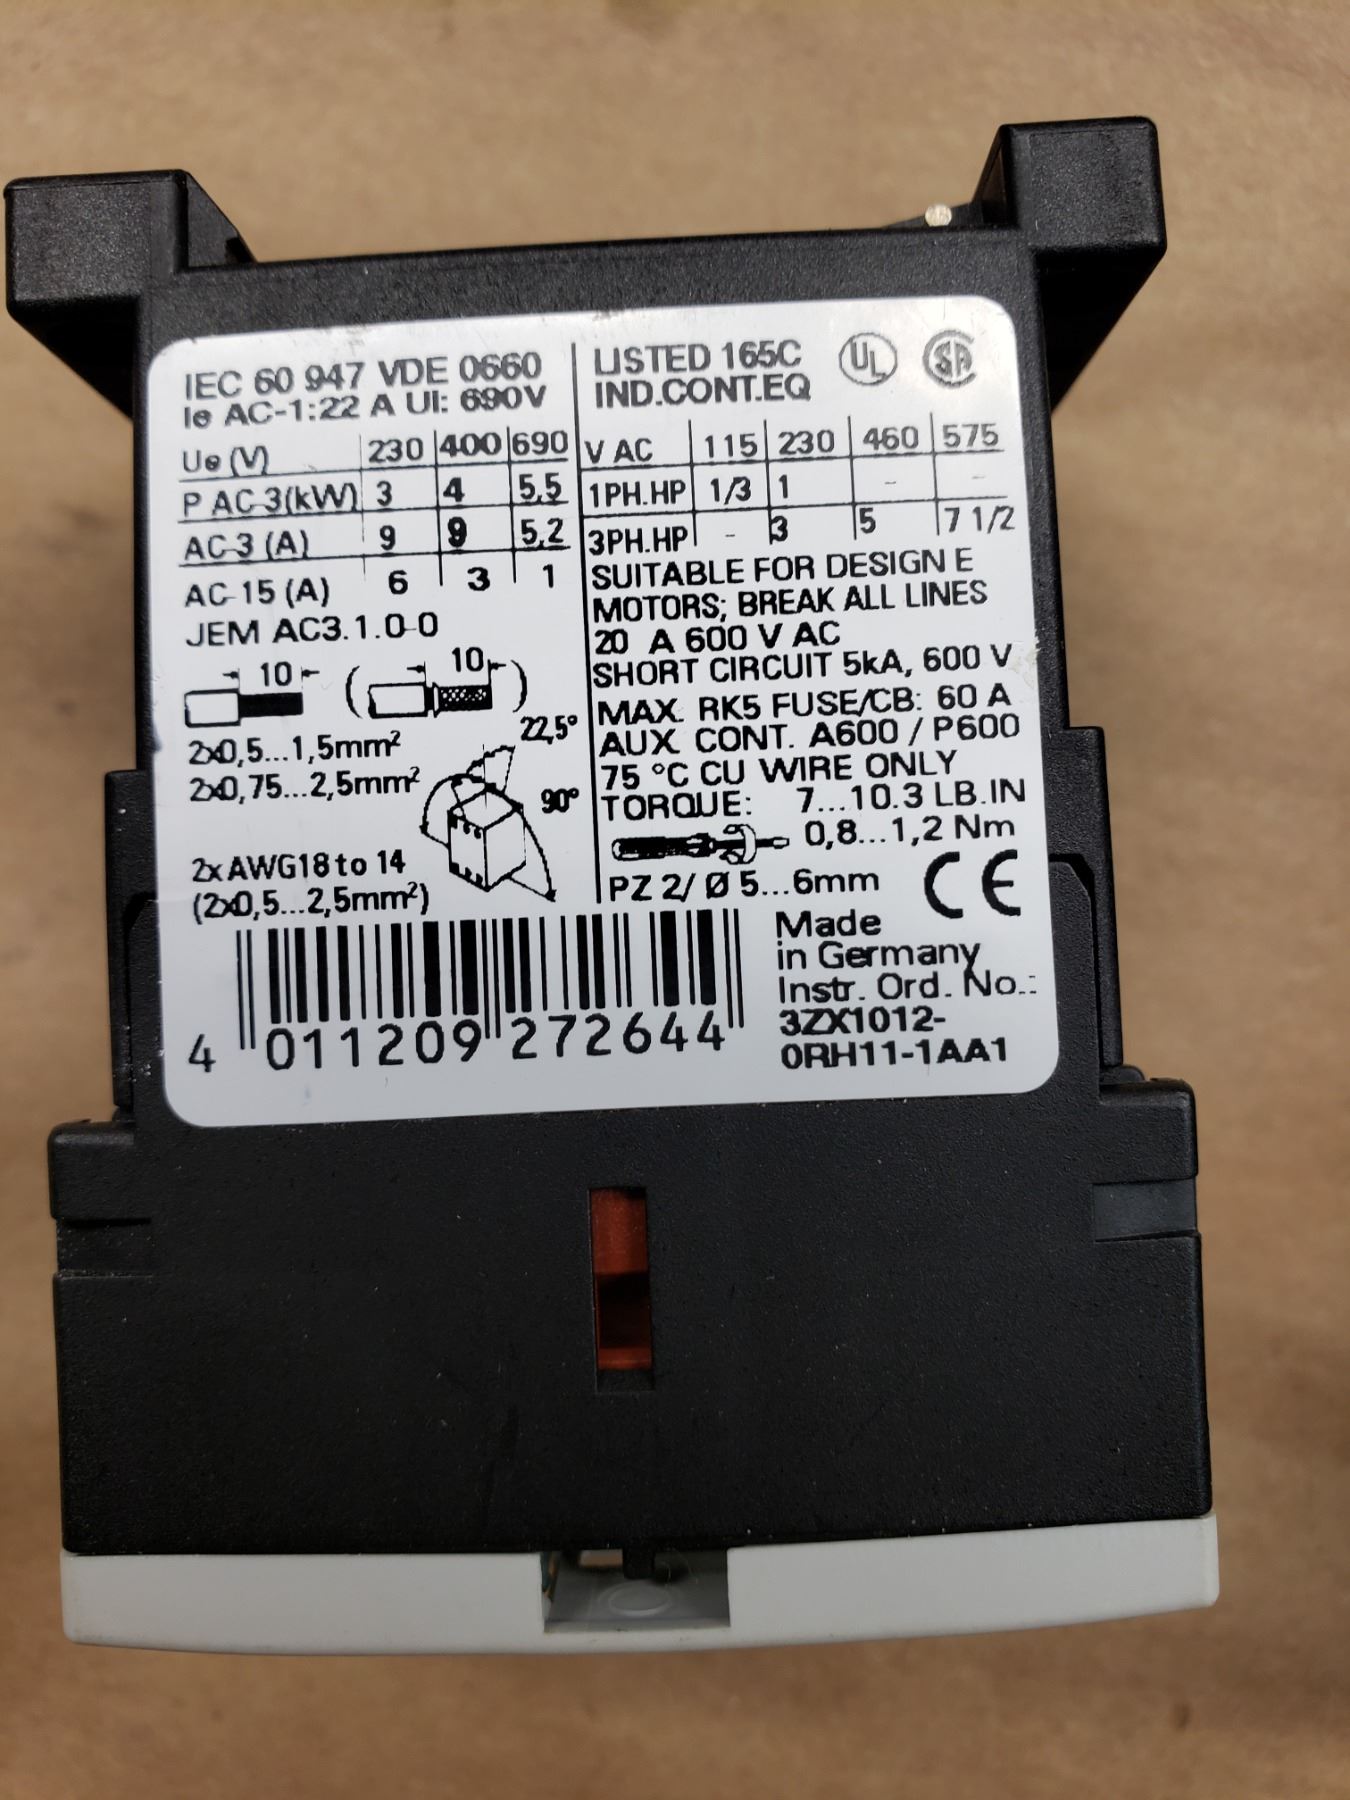 IEC 60 947 VDE 0660
Ie AC-1:22 A UI: 690V
Ue (V) 230 400 690
P AC-3(kW) 3 4 5,5
AC-3 (A) 9 9 5,2
AC-15 (A) 6 3 1
JEM AC3.1.0-0
10 ( 10 )
2x0,5...1,5mm²
2x0,75...2,5mm²
22,5°
90°
2x AWG18 to 14
(2x0,5...2,5mm²)
LISTED 165C
IND.CONT.EQ
UL
SA
V AC 115 230 460 575
1PH.HP 1/3 1 - -
3PH.HP - 3 5 7 1/2
SUITABLE FOR DESIGN E
MOTORS; BREAK ALL LINES
20 A 600 V AC
SHORT CIRCUIT 5kA, 600 V
MAX. RK5 FUSE/CB: 60 A
AUX. CONT. A600 / P600
75 °C CU WIRE ONLY
TORQUE: 7...10.3 LB.IN
0,8...1,2 Nm
PZ 2/ Ø 5...6mm
CE
Made
in Germany
Instr. Ord. No.:
3ZX1012-
0RH11-1AA1
4 011209 272644